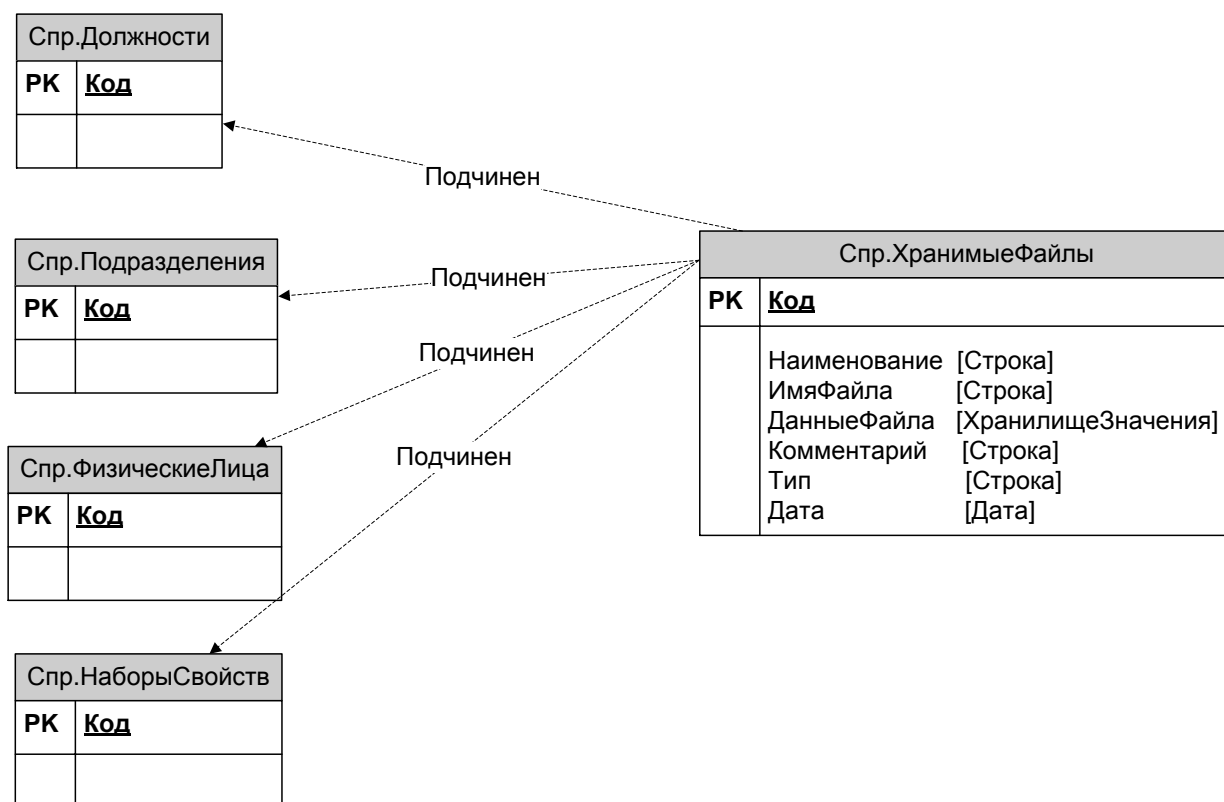 Спр.Должности
PK Код
Подчинен
Спр.Подразделения
PK Код
Подчинен
Спр.ХранимыеФайлы
PK Код
Наименование [Строка]
ИмяФайла [Строка]
ДанныеФайла [ХранилищеЗначения]
Комментарий [Строка]
Тип [Строка]
Дата [Дата]
Подчинен
Спр.ФизическиеЛица
PK Код
Подчинен
Спр.НаборыСвойств
PK Код